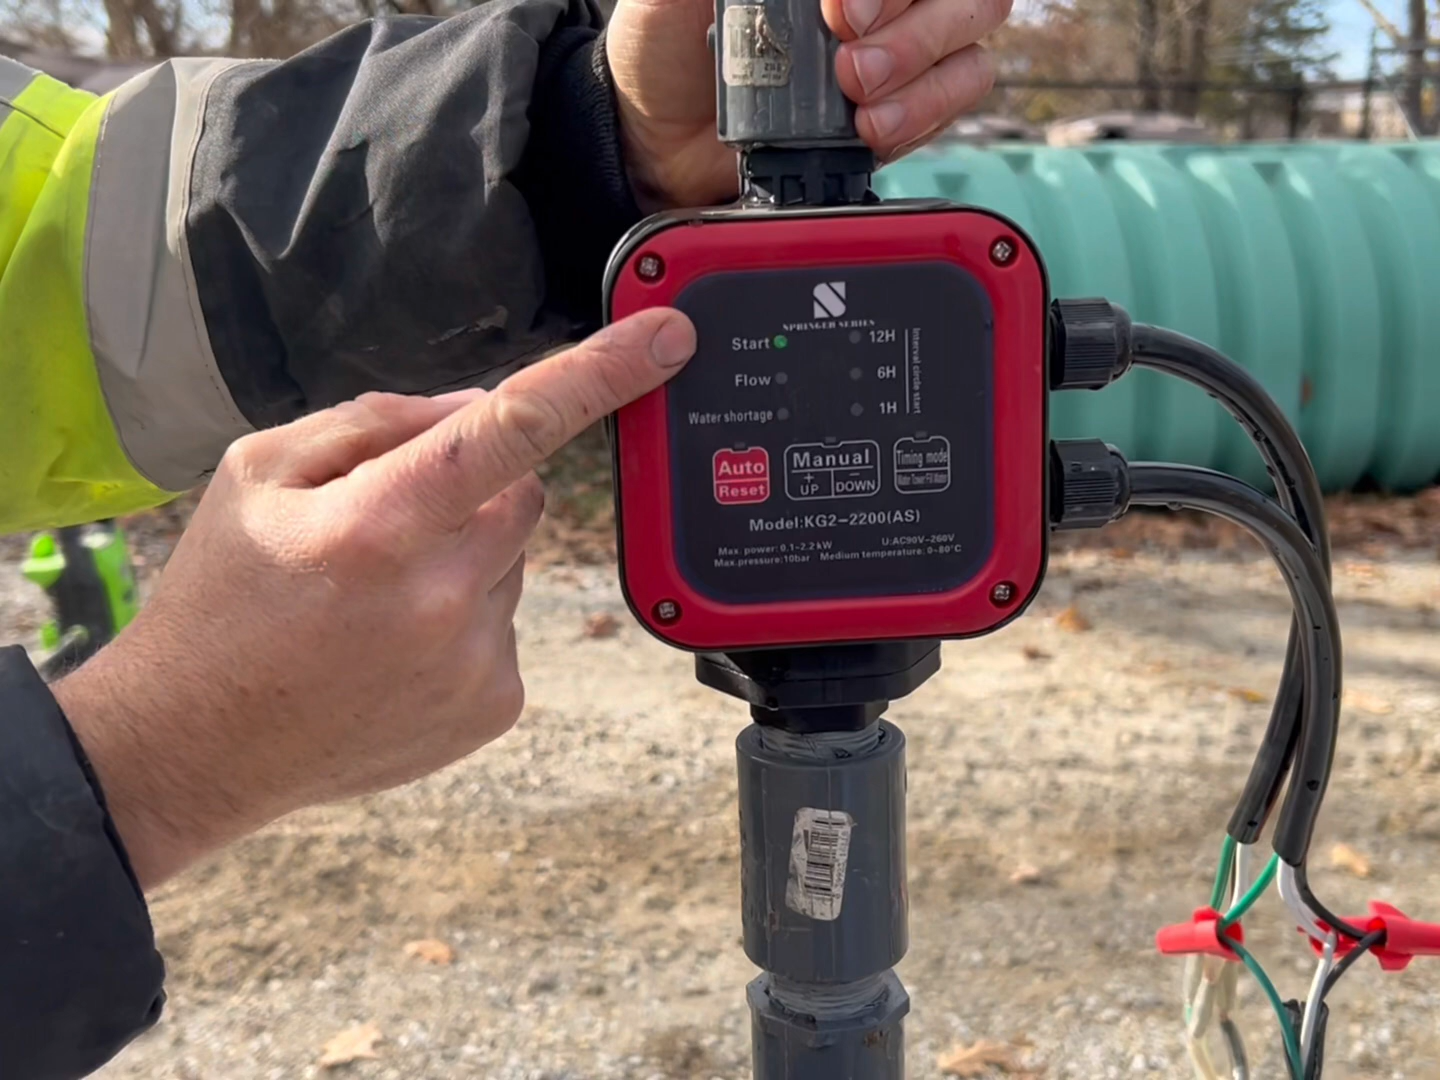 SPRINGER SERIES
Start
12H
Flow
6H
Water shortage
1H
Interval circle start
Auto
Reset
Manual
+
UP
−
DOWN
Timing mode
Water Tower Fill Water
Model:KG2-2200(AS)
Max. power: 0.1~2.2kW
U:AC90V~260V
Max.pressure:10bar
Medium temperature: 0~80°C